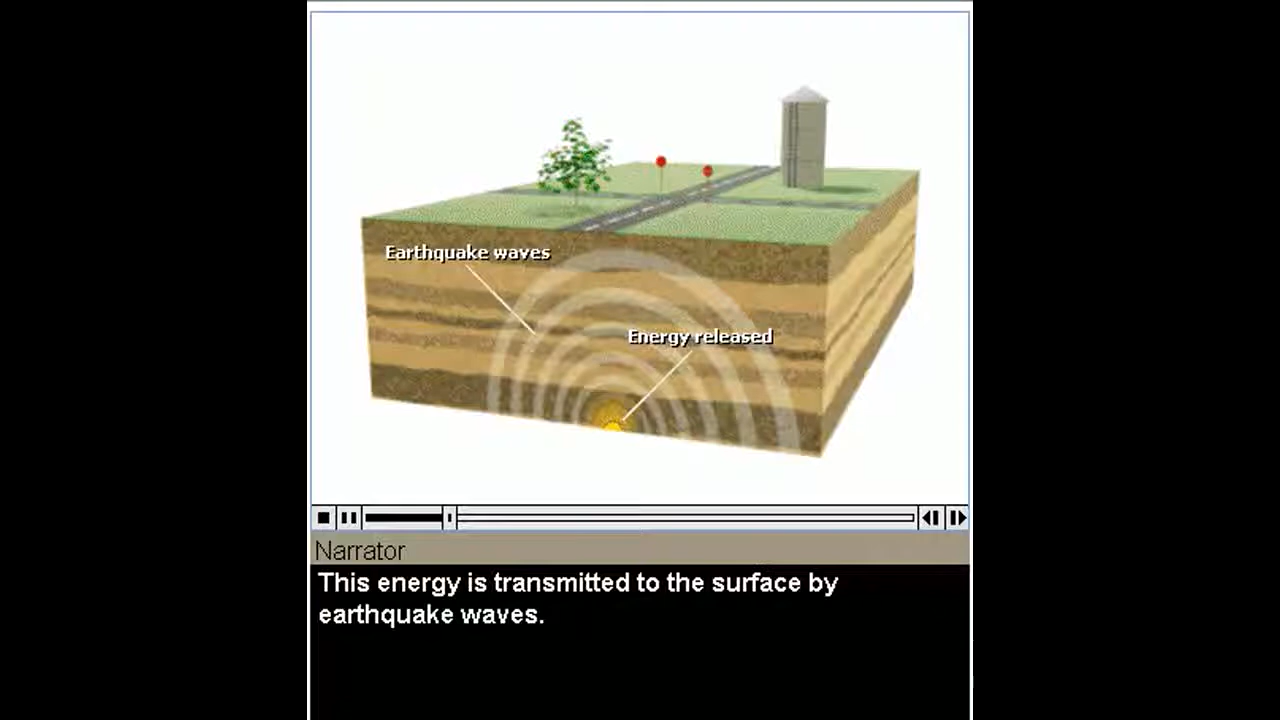 Earthquake waves
Energy released
Narrator
This energy is transmitted to the surface by
earthquake waves.